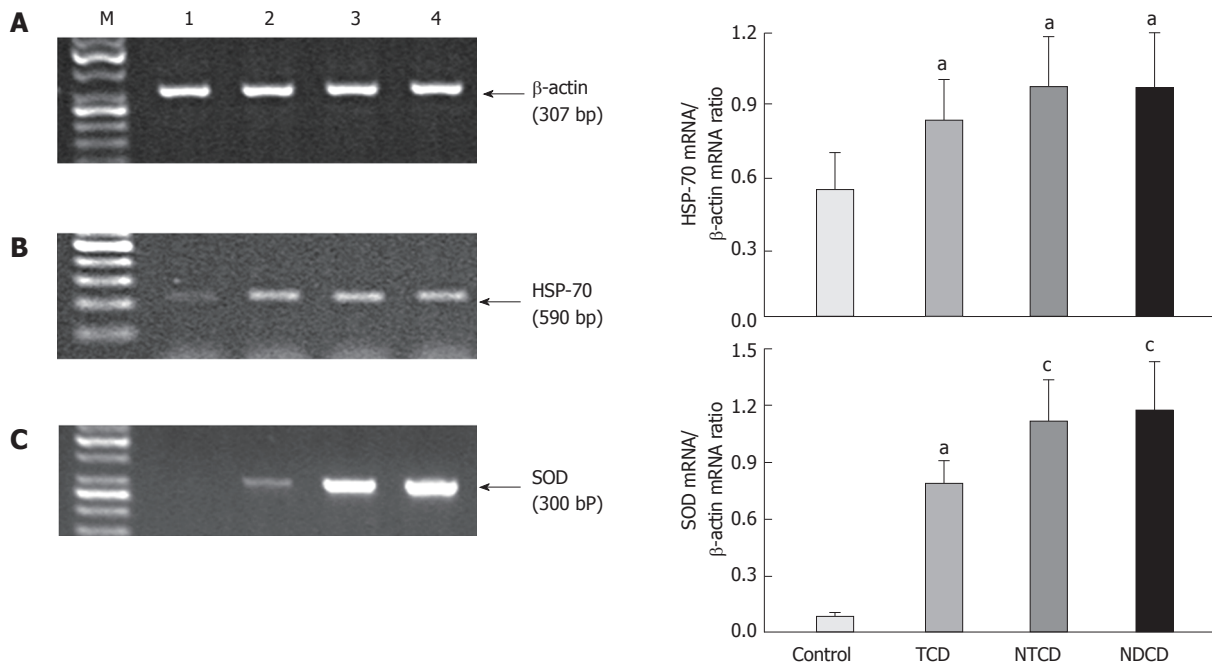 A
M 1 2 3 4
β-actin
(307 bp)
B
HSP-70
(590 bp)
C
SOD
(300 bP)
HSP-70 mRNA/
β-actin mRNA ratio
1.2
0.9
0.6
0.3
0.0
a
a
a
SOD mRNA/
β-actin mRNA ratio
1.5
1.2
0.9
0.6
0.3
0.0
a
c
c
Control TCD NTCD NDCD